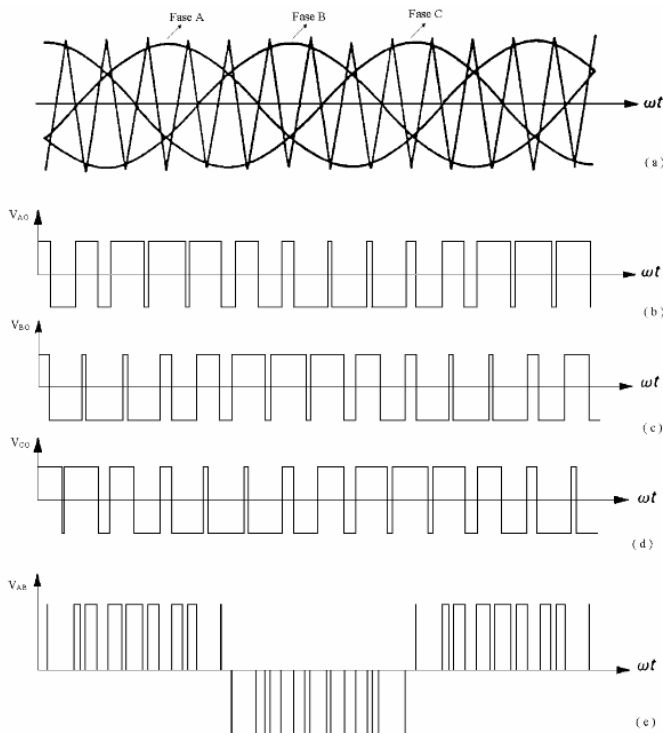 Fase A
Fase B
Fase C
ωt
( a )
VAO
ωt
( b )
VBO
ωt
( c )
VCO
ωt
( d )
VAB
ωt
( e )